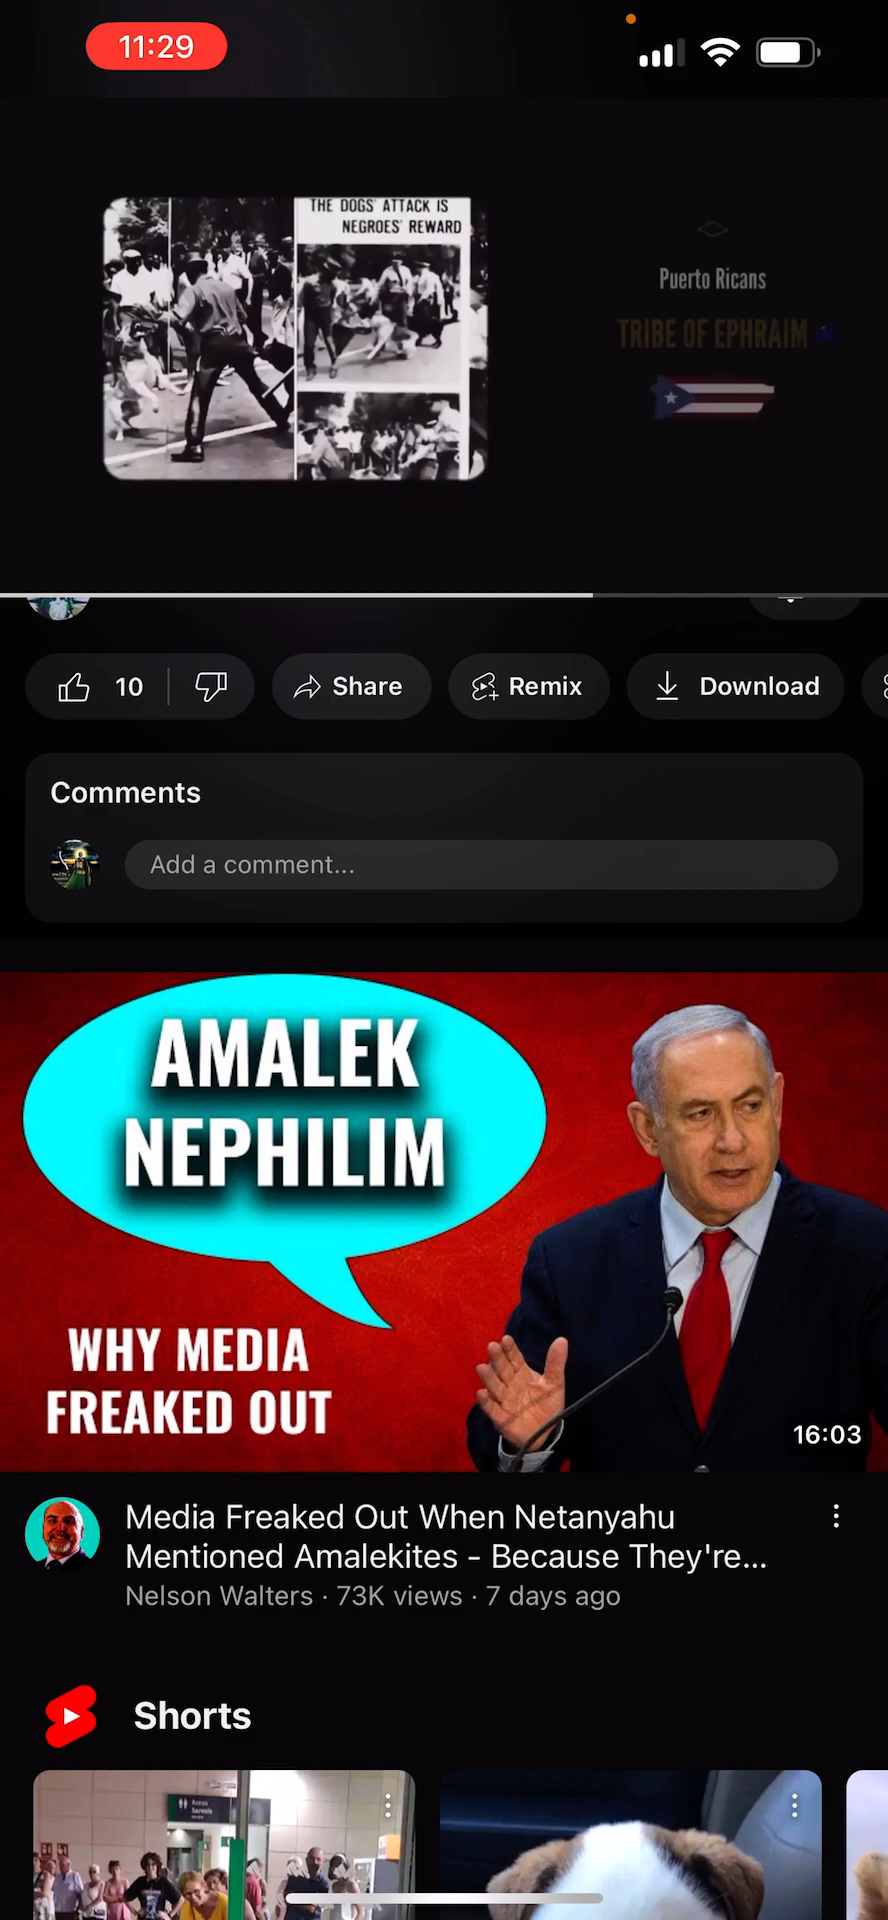 11:29
THE DOGS' ATTACK IS
NEGROES' REWARD
Puerto Ricans
TRIBE OF EPHRAIM
10
Share
Remix
Download
Comments
Add a comment...
AMALEK
NEPHILIM
WHY MEDIA
FREAKED OUT
16:03
Media Freaked Out When Netanyahu
Mentioned Amalekites - Because They're...
Nelson Walters · 73K views · 7 days ago
Shorts